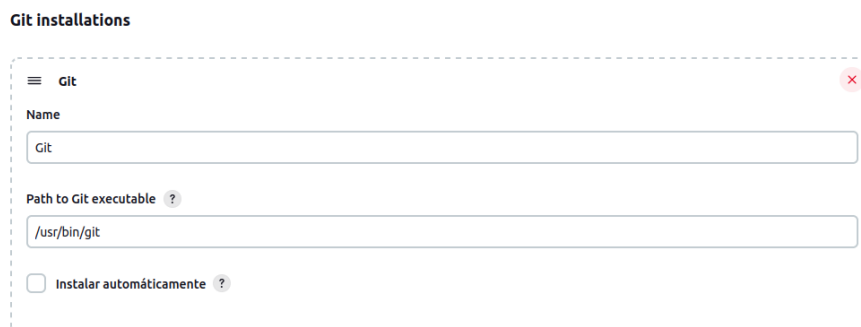 Git installations
Git
Name
Git
Path to Git executable ?
/usr/bin/git
Instalar automáticamente ?